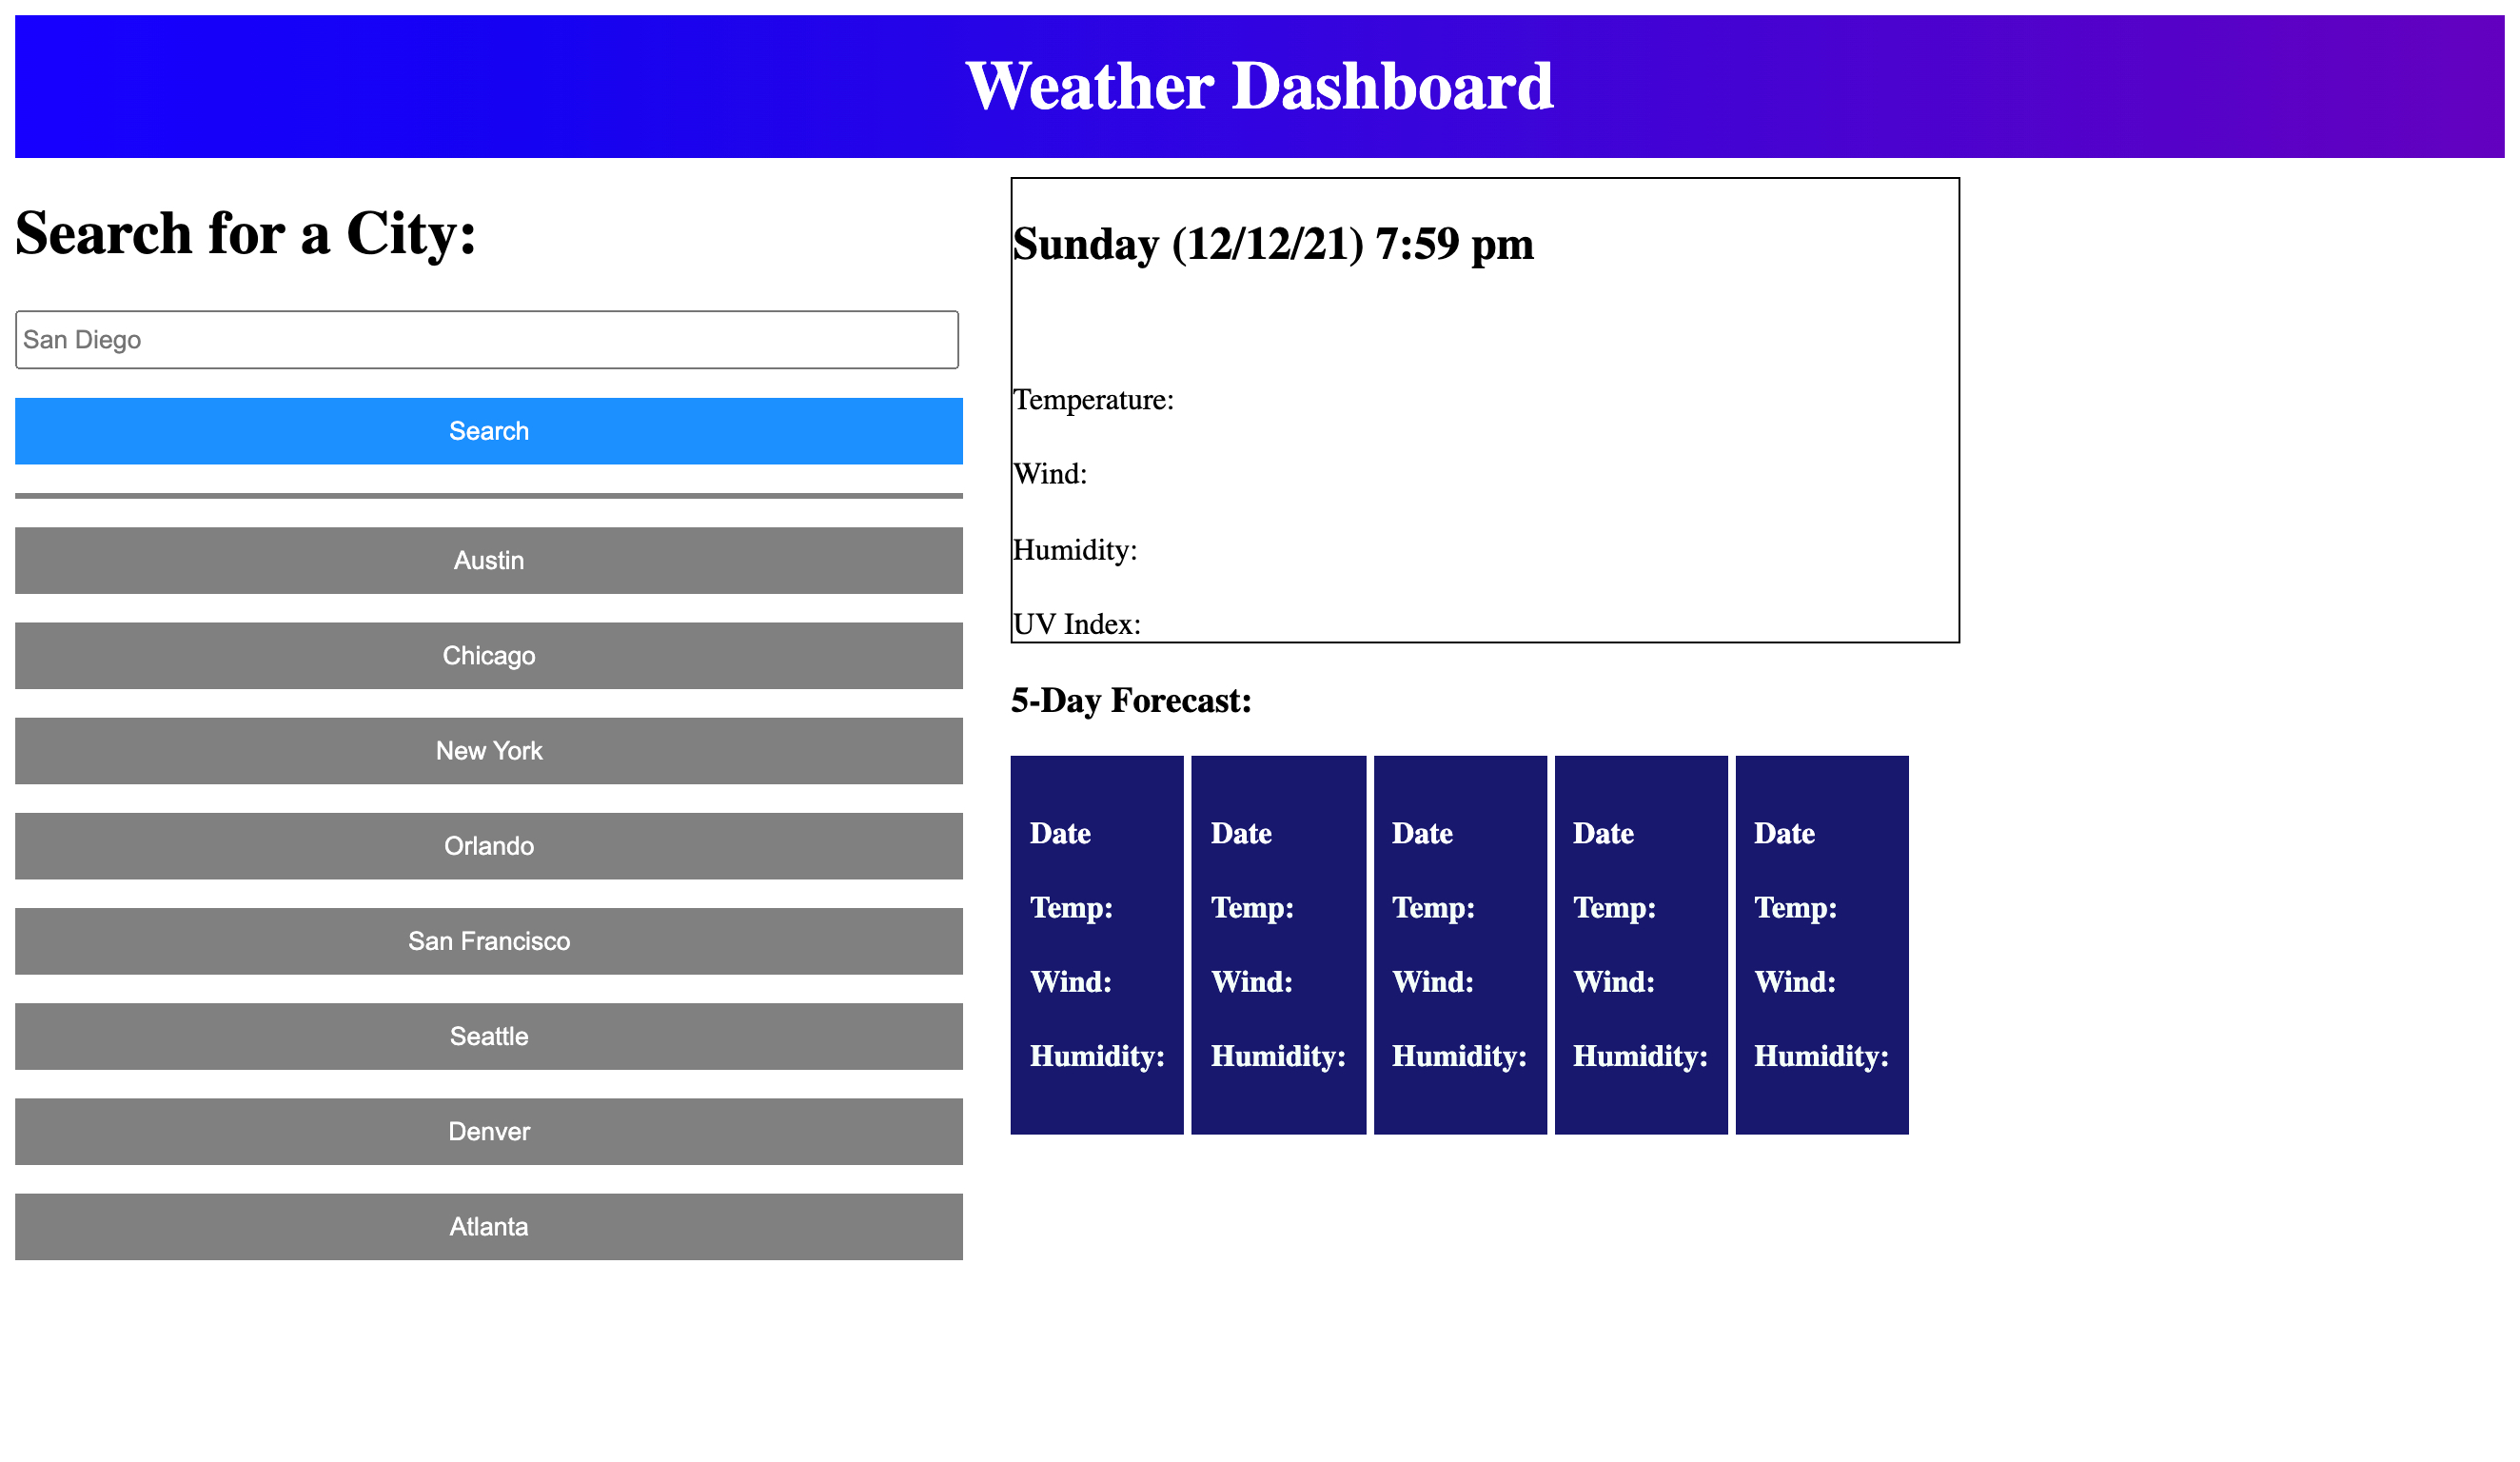 Weather Dashboard
Search for a City:
San Diego
Search
Austin
Chicago
New York
Orlando
San Francisco
Seattle
Denver
Atlanta
Sunday (12/12/21) 7:59 pm
Temperature:
Wind:
Humidity:
UV Index:
5-Day Forecast:
Date
Temp:
Wind:
Humidity:
Date
Temp:
Wind:
Humidity:
Date
Temp:
Wind:
Humidity:
Date
Temp:
Wind:
Humidity:
Date
Temp:
Wind:
Humidity: